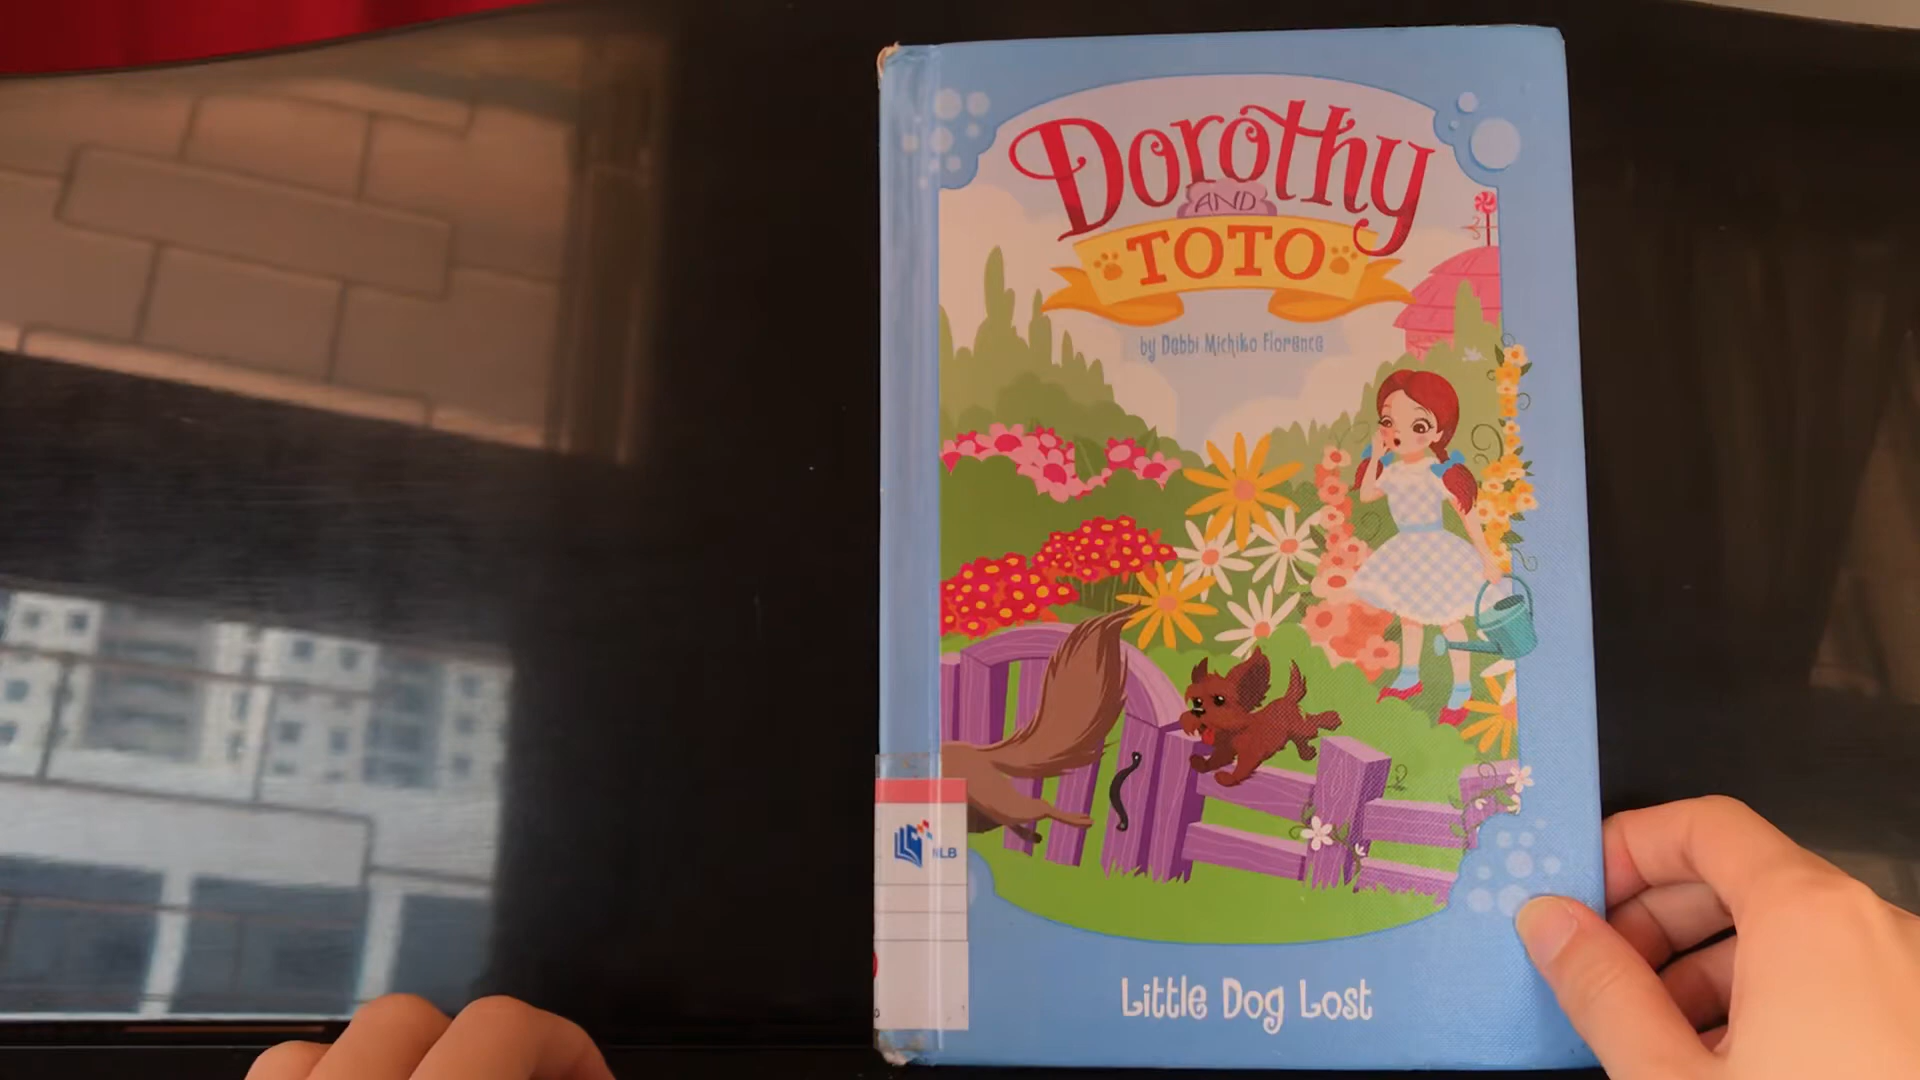 Dorothy
AND
TOTO
by Debbi Michiko Florence
NLB
Little Dog Lost